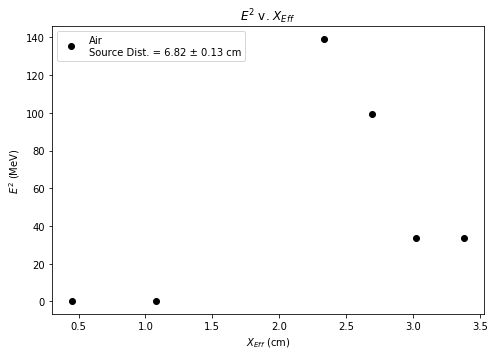 E² v. X_Eff
Air
Source Dist. = 6.82 ± 0.13 cm
E² (MeV)
140
120
100
80
60
40
20
0
0.5 1.0 1.5 2.0 2.5 3.0 3.5
X_Eff (cm)